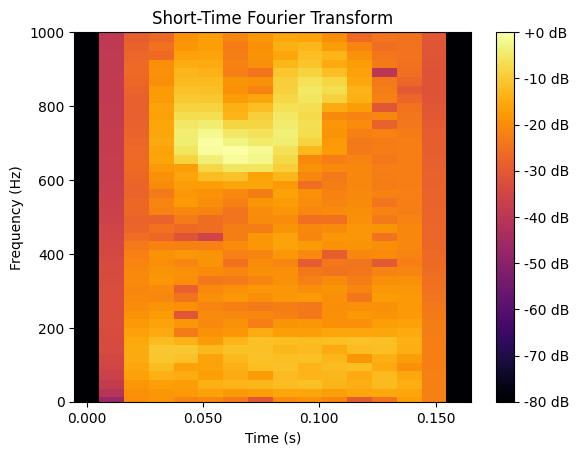 Short-Time Fourier Transform
1000
800
600
400
200
0
Frequency (Hz)
0.000
0.050
0.100
0.150
Time (s)
+0 dB
-10 dB
-20 dB
-30 dB
-40 dB
-50 dB
-60 dB
-70 dB
-80 dB